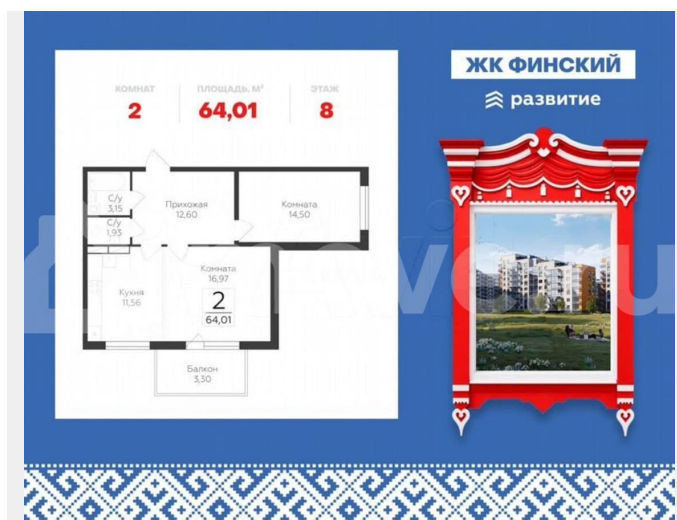 КОМНАТ
2
ПЛОЩАДЬ, М²
64,01
ЭТАЖ
8
ЖК ФИНСКИЙ
развитие
С/у
3,15
С/у
1,93
Прихожая
12,60
Комната
14,50
Кухня
11,56
Комната
16,97
2
64,01
Балкон
3,30